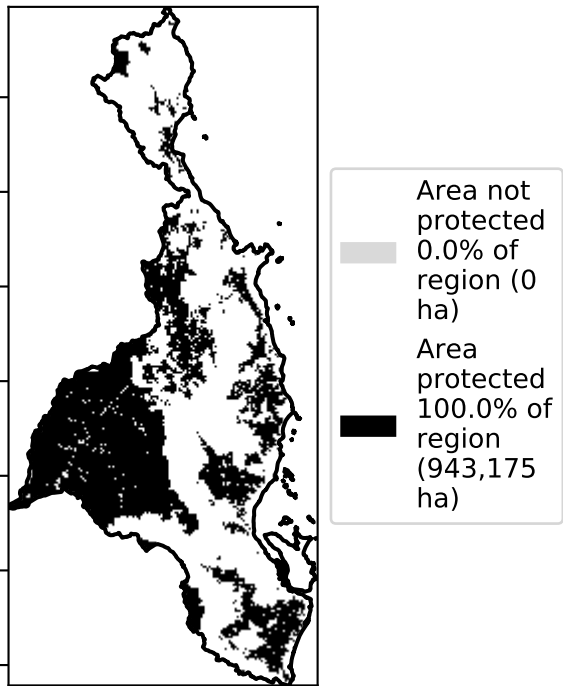 Area not
protected
0.0% of
region (0
ha)
Area
protected
100.0% of
region
(943,175
ha)